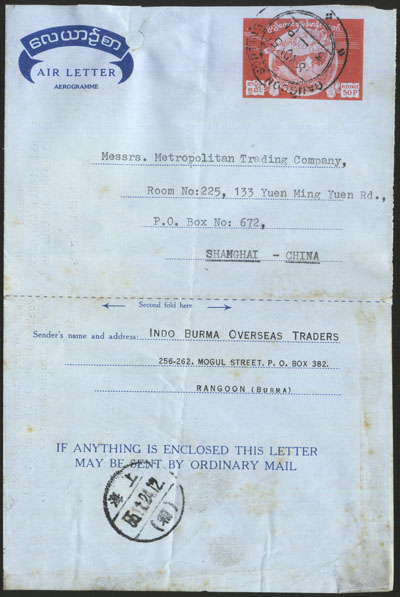 လေယာဉ်စာ
AIR LETTER
AEROGRAMME
POSTAGE
50 P
RANGOON
Messrs. Metropolitan Trading Company,
Room No:225, 133 Yuen Ming Yuen Rd.,
P.O. Box No: 672,
SHANGHAI - CHINA
Second fold here
Sender's name and address: INDO BURMA OVERSEAS TRADERS
256-262, MOGUL STREET, P. O. BOX 382.
RANGOON (BURMA)
IF ANYTHING IS ENCLOSED THIS LETTER
MAY BE SENT BY ORDINARY MAIL
上海